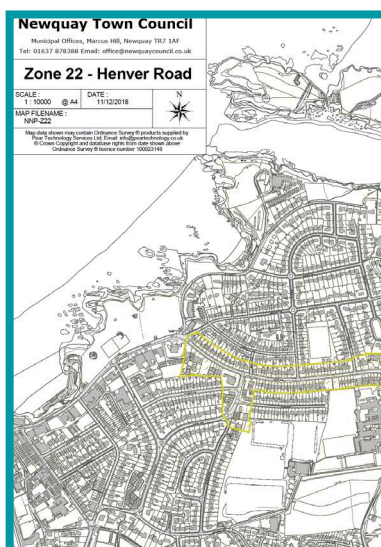 Newquay Town Council
Municipal Offices, Marcus Hill, Newquay TR7 1AF
Tel: 01637 878388 Email: office@newquaycouncil.co.uk
Zone 22 - Henver Road
SCALE :
1 : 10000 @ A4
DATE :
11/12/2018
N
MAP FILENAME :
NNP-Z22
Map data shown may contain Ordnance Survey ® products supplied by
Pear Technology Services Ltd; Email: info@peartechnology.co.uk
© Crown Copyright and database rights from date shown above
Ordnance Survey ® licence number 100023148